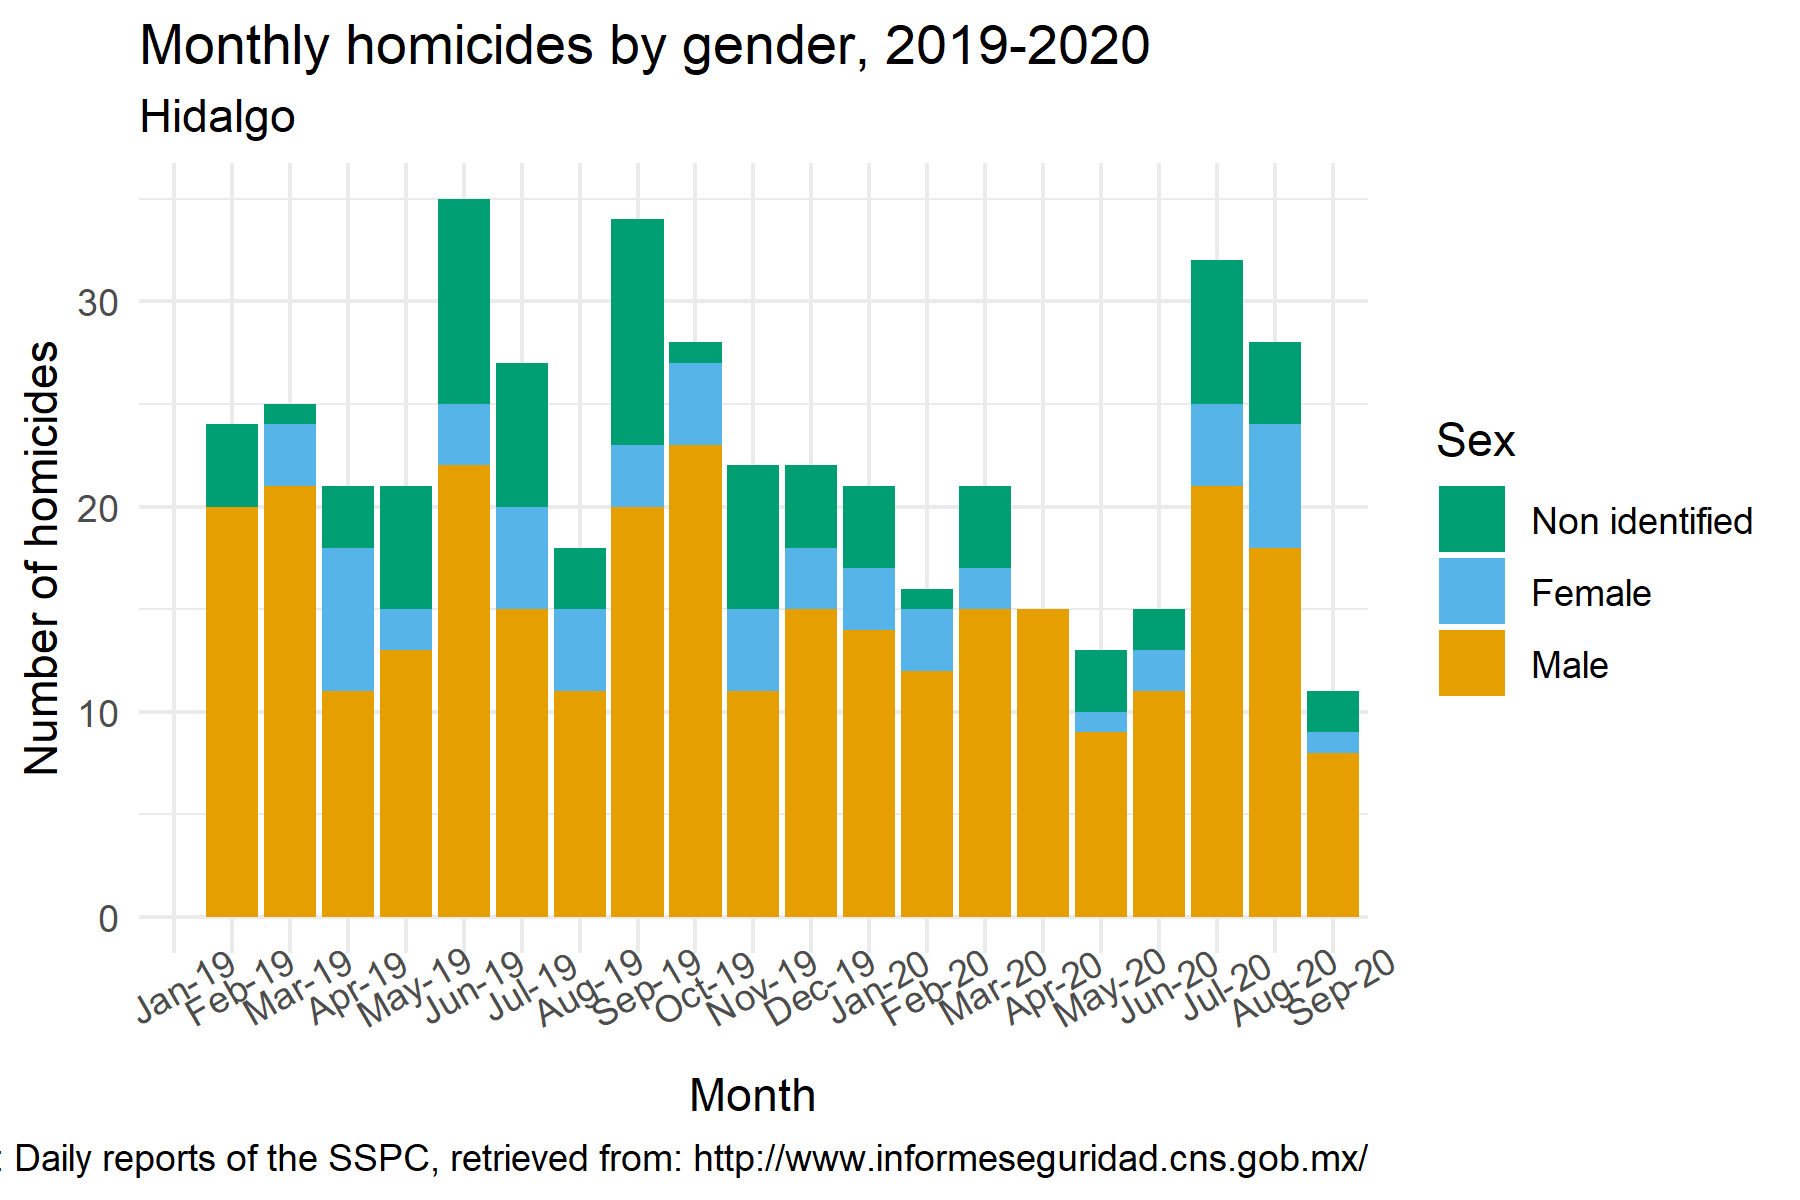 Monthly homicides by gender, 2019-2020
Hidalgo
Number of homicides
30
20
10
0
Jan-19
Feb-19
Mar-19
Apr-19
May-19
Jun-19
Jul-19
Aug-19
Sep-19
Oct-19
Nov-19
Dec-19
Jan-20
Feb-20
Mar-20
Apr-20
May-20
Jun-20
Jul-20
Aug-20
Sep-20
Month
Sex
Non identified
Female
Male
: Daily reports of the SSPC, retrieved from: http://www.informeseguridad.cns.gob.mx/